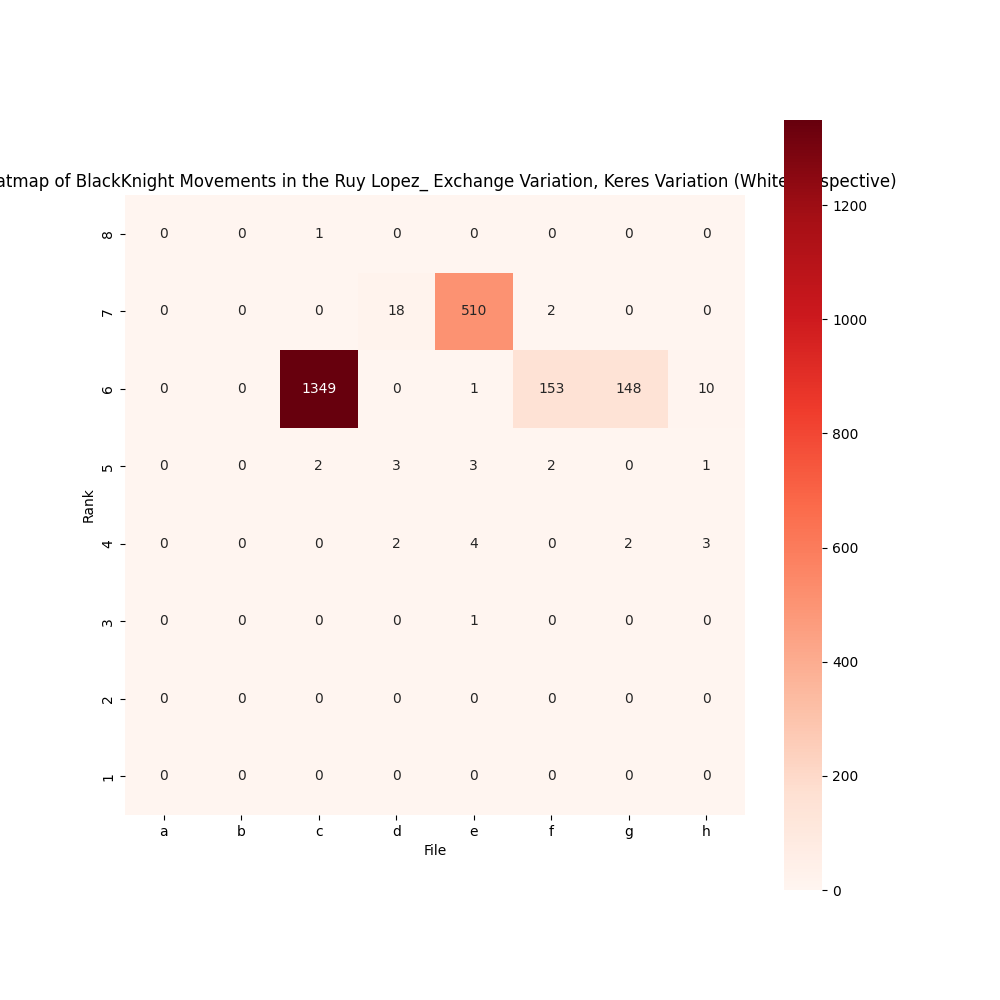 atmap of BlackKnight Movements in the Ruy Lopez_ Exchange Variation, Keres Variation (White spective)
1200
1000
800
600
400
200
0
Rank
8 0 0 1 0 0 0 0 0
7 0 0 0 18 510 2 0 0
6 0 0 1349 0 1 153 148 10
5 0 0 2 3 3 2 0 1
4 0 0 0 2 4 0 2 3
3 0 0 0 0 1 0 0 0
2 0 0 0 0 0 0 0 0
1 0 0 0 0 0 0 0 0
a b c d e f g h
File